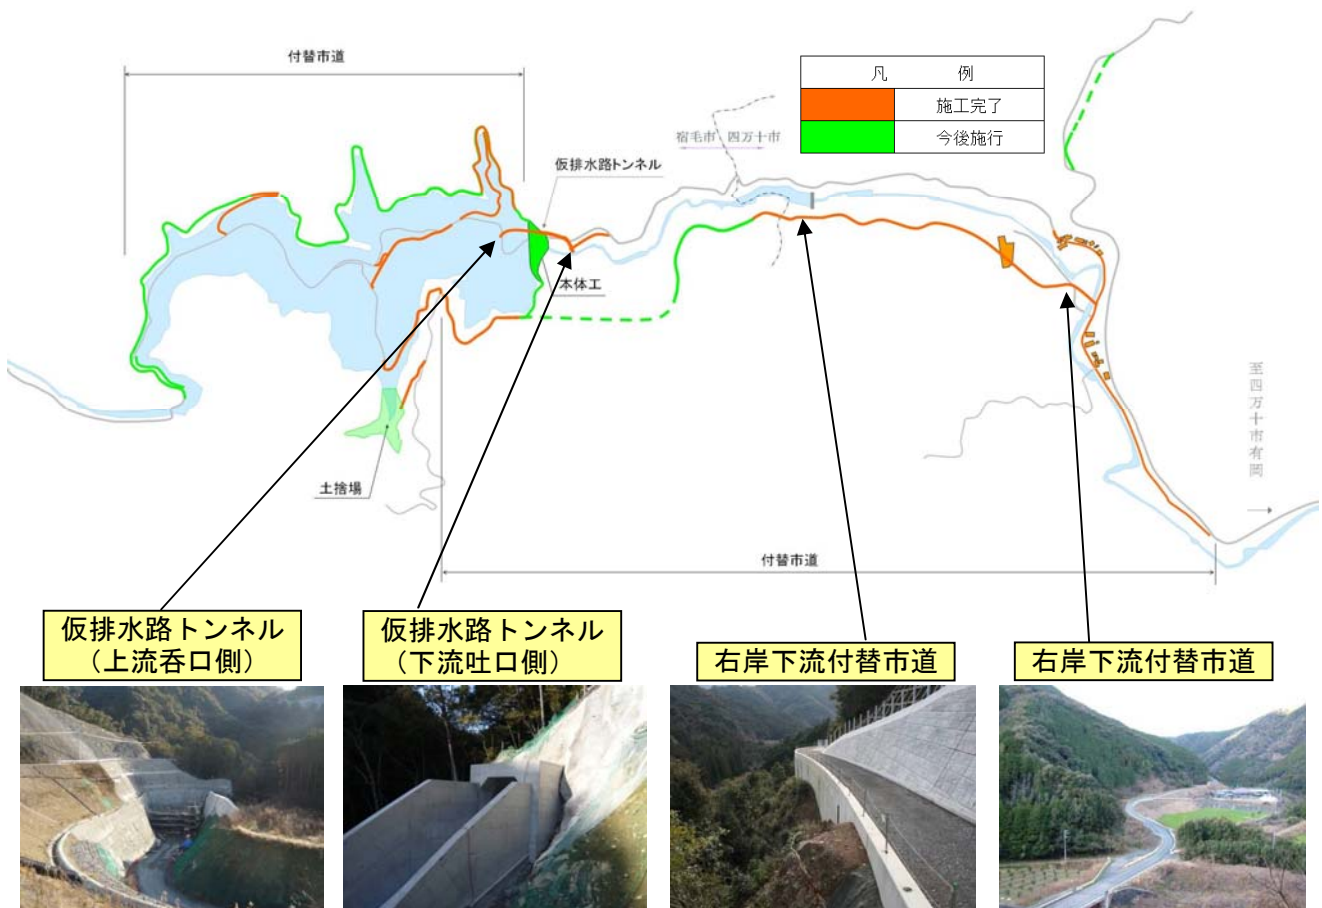 付替市道
凡 例
施工完了
今後施行
宿毛市 四万十市
仮排水路トンネル
本体工
土捨場
至四万十市有岡
付替市道
仮排水路トンネル
（上流呑口側）
仮排水路トンネル
（下流吐口側）
右岸下流付替市道
右岸下流付替市道